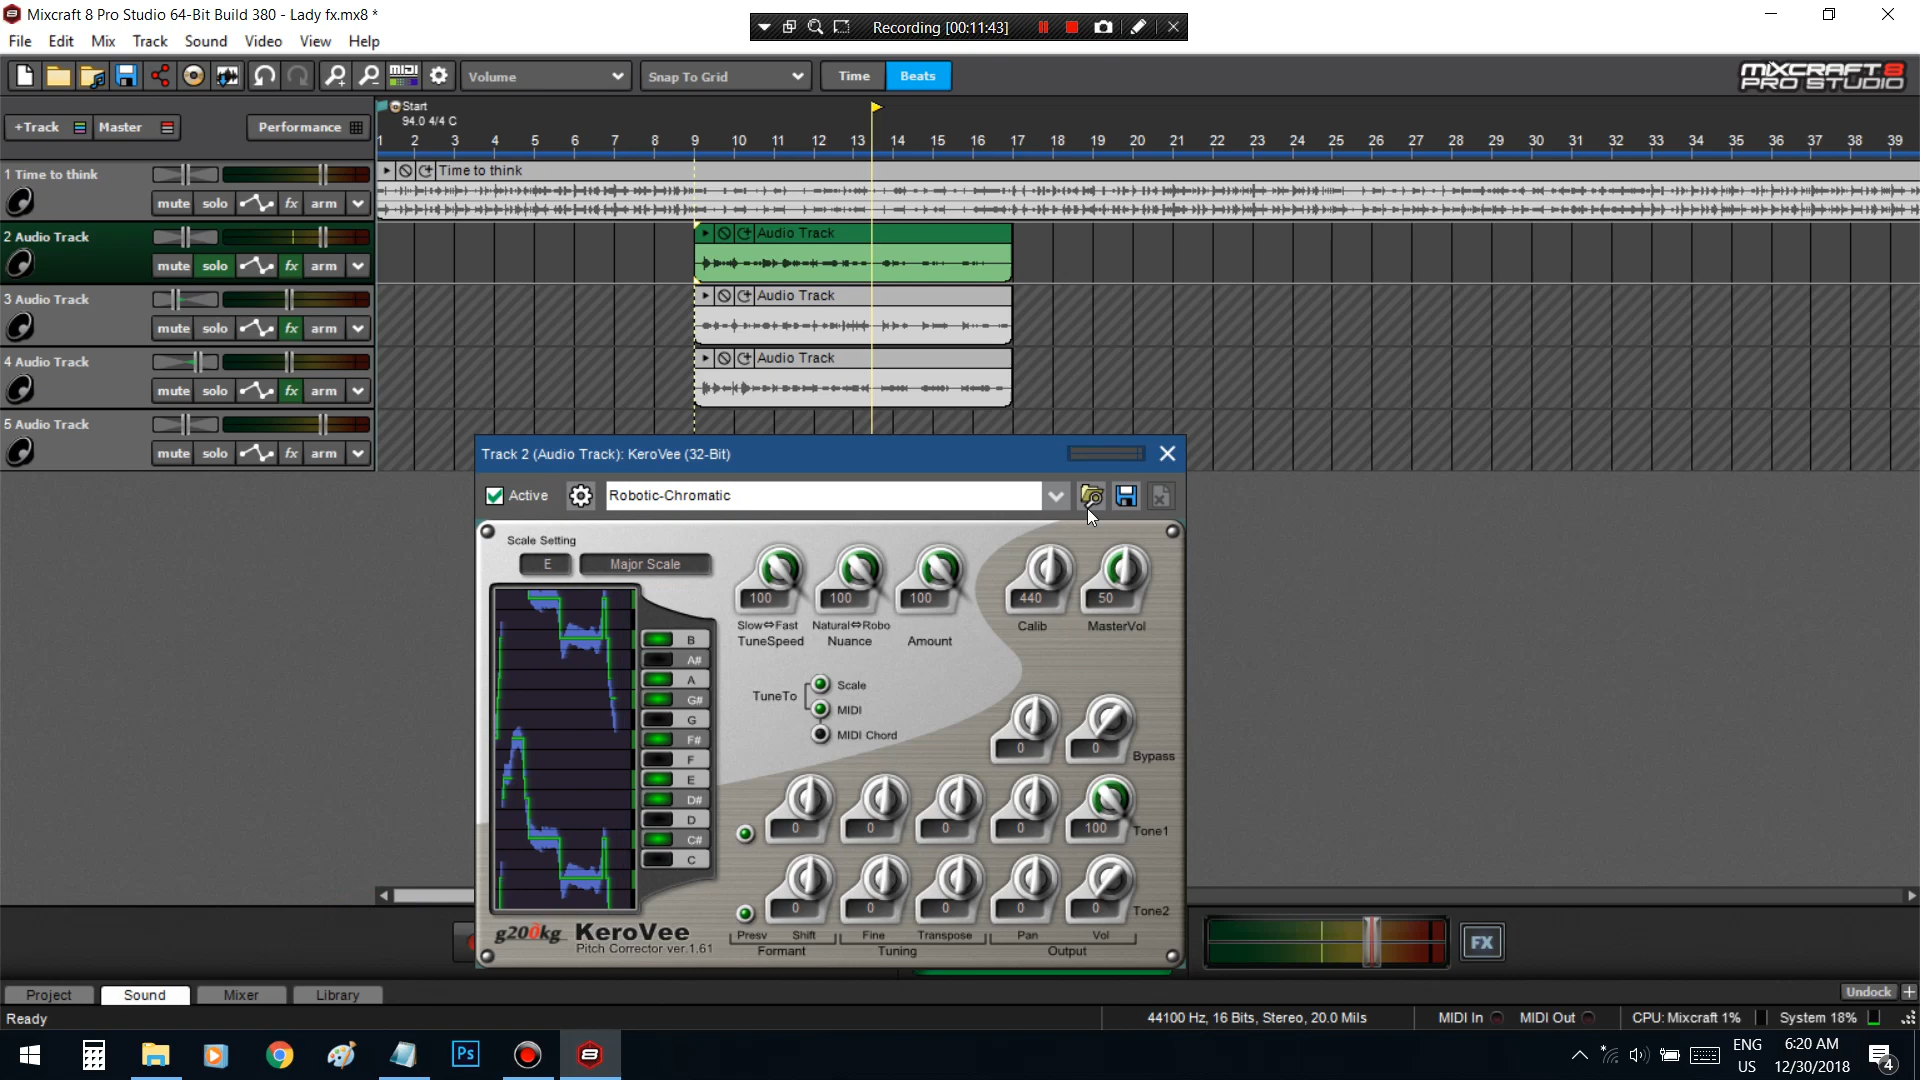 Mixcraft 8 Pro Studio 64-Bit Build 380 - Lady fx.mx8 *
Recording [00:11:43]
File Edit Mix Track Sound Video View Help
MIDI
Volume
Snap To Grid
Time Beats
MIXCRAFT 8
PRO STUDIO
+Track Master Performance
Start
94.0 4/4 C
1 2 3 4 5 6 7 8 9 10 11 12 13 14 15 16 17 18 19 20 21 22 23 24 25 26 27 28 29 30 31 32 33 34 35 36 37 38 39
1 Time to think
mute solo fx arm
Time to think
2 Audio Track
mute solo fx arm
Audio Track
3 Audio Track
mute solo fx arm
Audio Track
4 Audio Track
mute solo fx arm
Audio Track
5 Audio Track
mute solo fx arm
Track 2 (Audio Track): KeroVee (32-Bit)
Active
Robotic-Chromatic
Scale Setting
E Major Scale
100 100 100 440 50
Slow⇔Fast Natural⇔Robo Calib MasterVol
TuneSpeed Nuance Amount
B
A#
A
G#
G
F#
F
E
D#
D
C#
C
TuneTo
Scale
MIDI
MIDI Chord
0 0 Bypass
0 0 0 0 100 Tone1
0 0 0 0 0 Tone2
Presv Shift Fine Transpose Pan Vol
Formant Tuning Output
g200kg KeroVee
Pitch Corrector ver.1.61
FX
Project Sound Mixer Library
Undock +
Ready
44100 Hz, 16 Bits, Stereo, 20.0 Mils
MIDI In MIDI Out
CPU: Mixcraft 1% System 18%
Ps
8
ENG
US
6:20 AM
12/30/2018
4